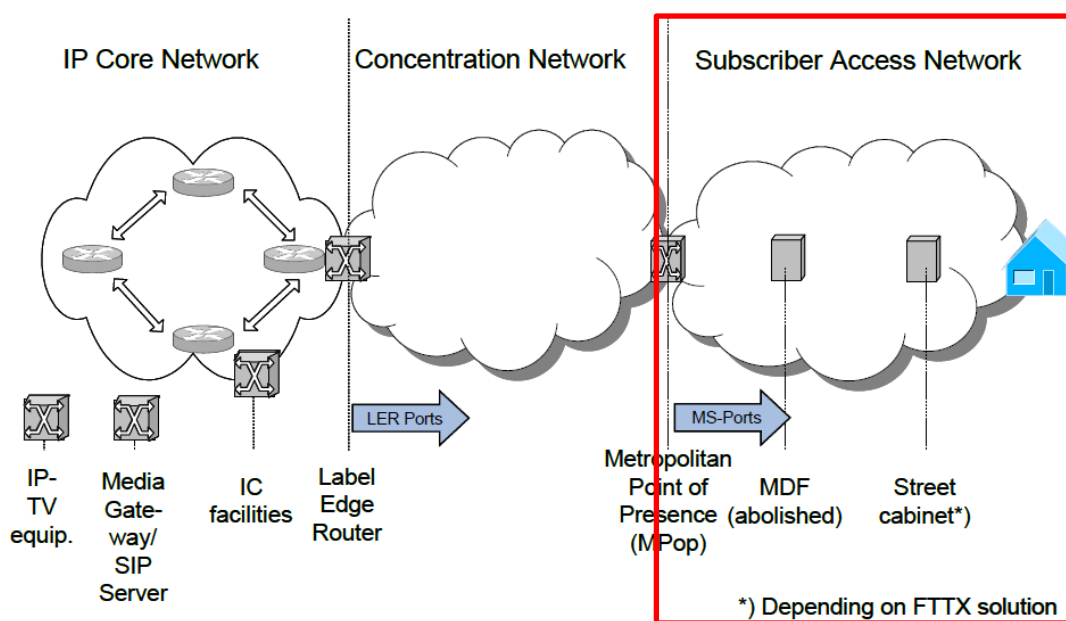 IP Core Network
Concentration Network
Subscriber Access Network
LER Ports
MS-Ports
IP-
TV
equip.
Media
Gate-
way/
SIP
Server
IC
facilities
Label
Edge
Router
Metropolitan
Point of
Presence
(MPop)
MDF
(abolished)
Street
cabinet*)
*) Depending on FTTX solution